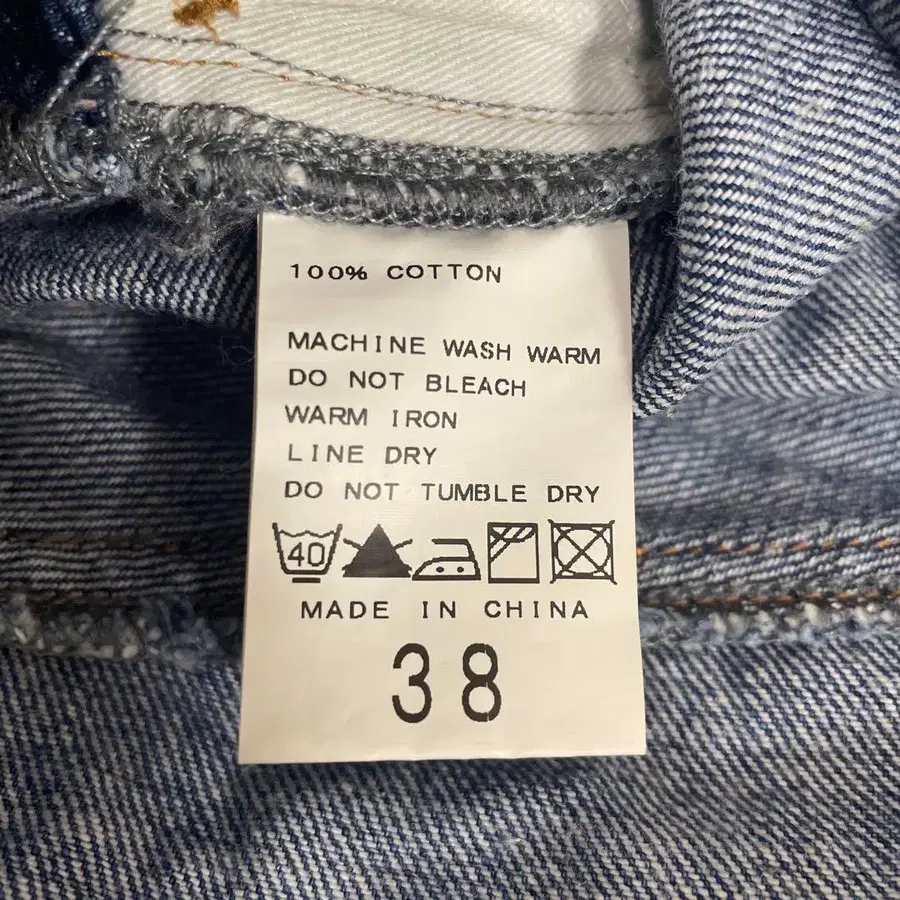 100% COTTON
MACHINE WASH WARM
DO NOT BLEACH
WARM IRON
LINE DRY
DO NOT TUMBLE DRY
40
MADE IN CHINA
38